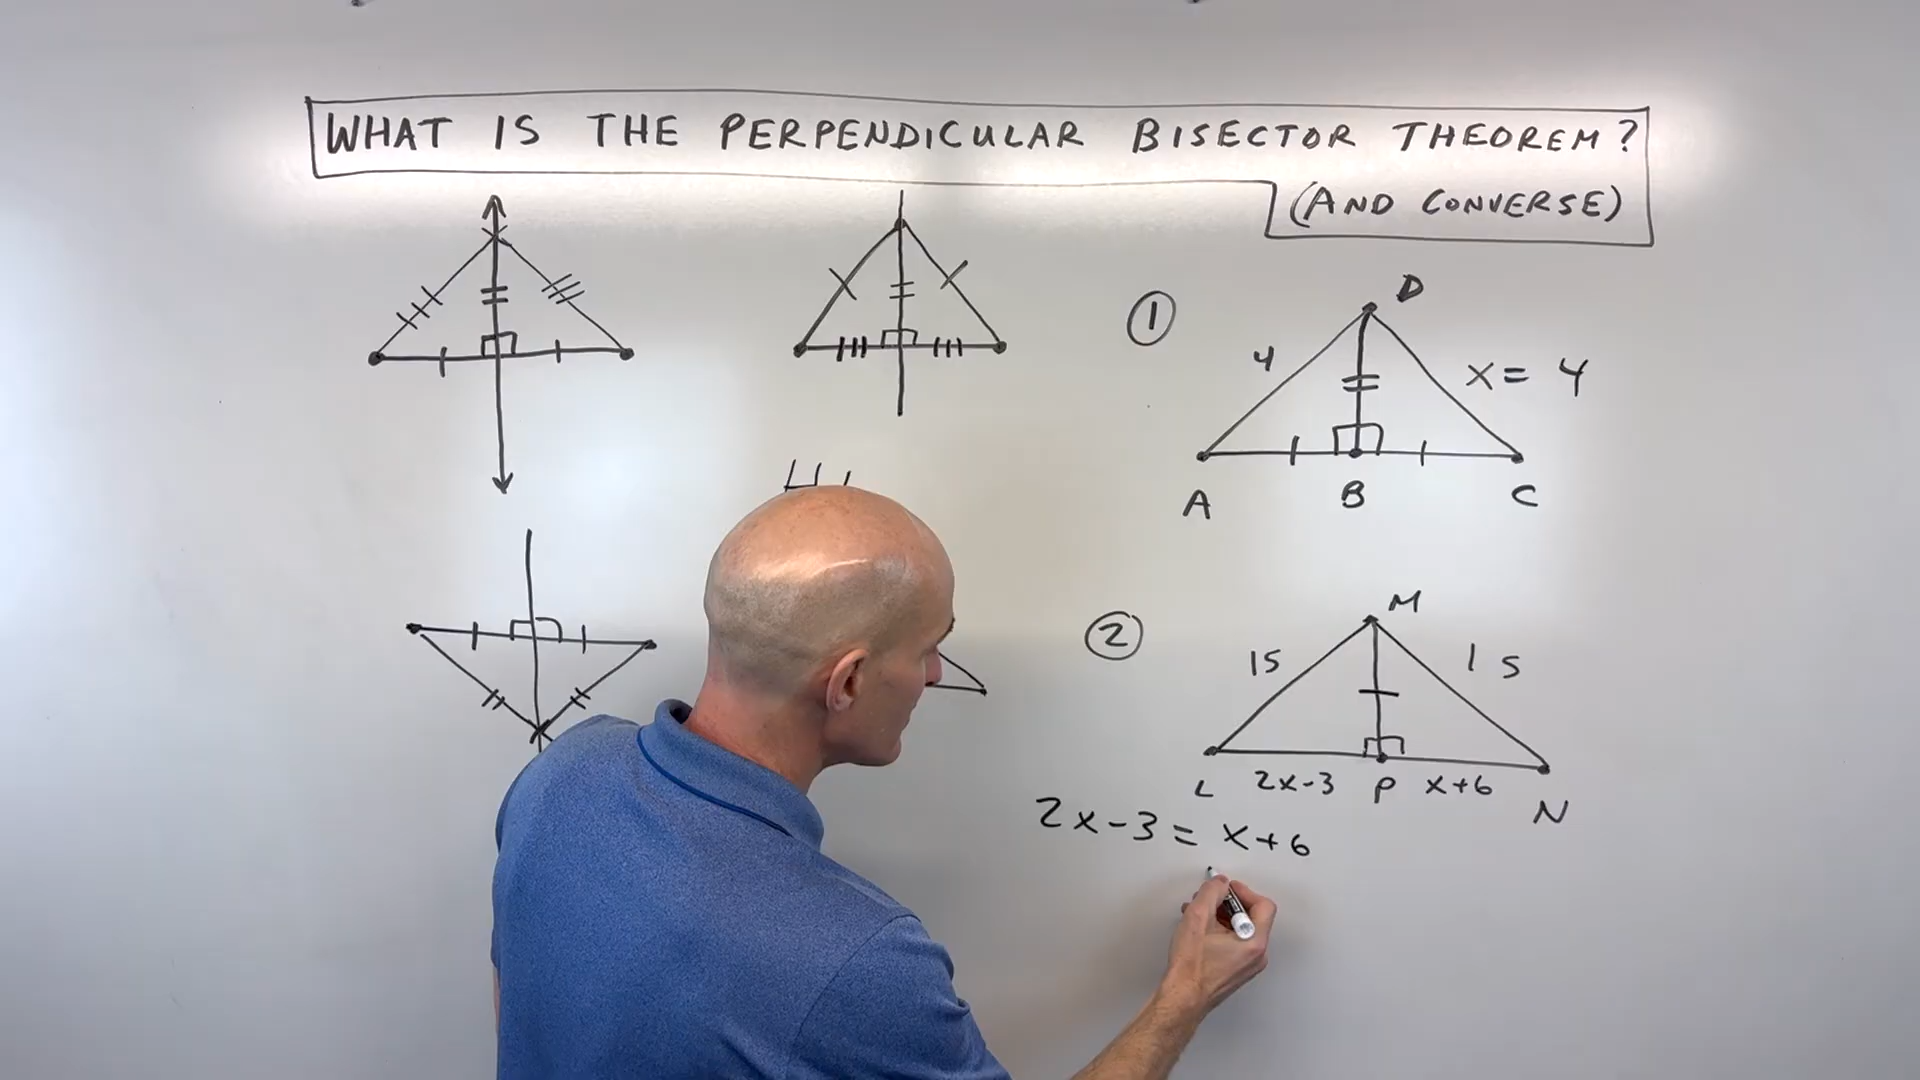 WHAT IS THE PERPENDICULAR BISECTOR THEOREM?
(AND CONVERSE)
1
D
4
X = 4
A B C
2
M
15
15
L 2x-3 P x+6 N
2x-3 = x+6